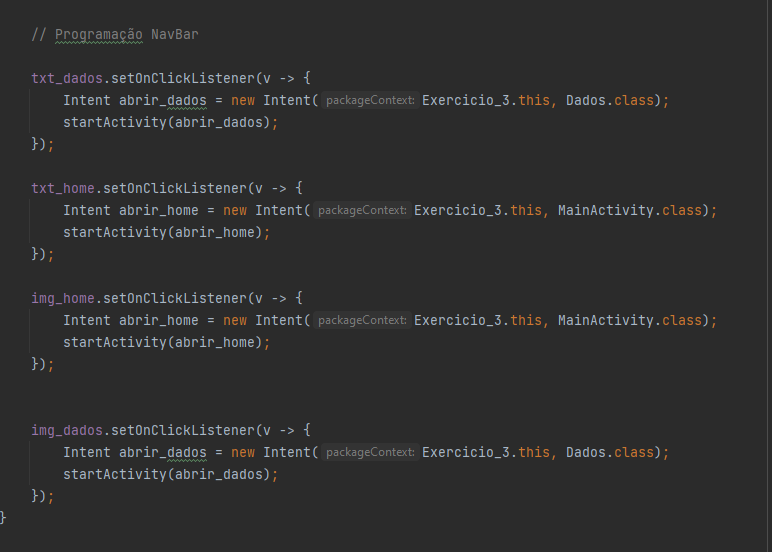 // Programação NavBar
txt_dados.setOnClickListener(v -> {
Intent abrir_dados = new Intent( packageContext: Exercicio_3.this, Dados.class);
startActivity(abrir_dados);
});
txt_home.setOnClickListener(v -> {
Intent abrir_home = new Intent( packageContext: Exercicio_3.this, MainActivity.class);
startActivity(abrir_home);
});
img_home.setOnClickListener(v -> {
Intent abrir_home = new Intent( packageContext: Exercicio_3.this, MainActivity.class);
startActivity(abrir_home);
});
img_dados.setOnClickListener(v -> {
Intent abrir_dados = new Intent( packageContext: Exercicio_3.this, Dados.class);
startActivity(abrir_dados);
});
}